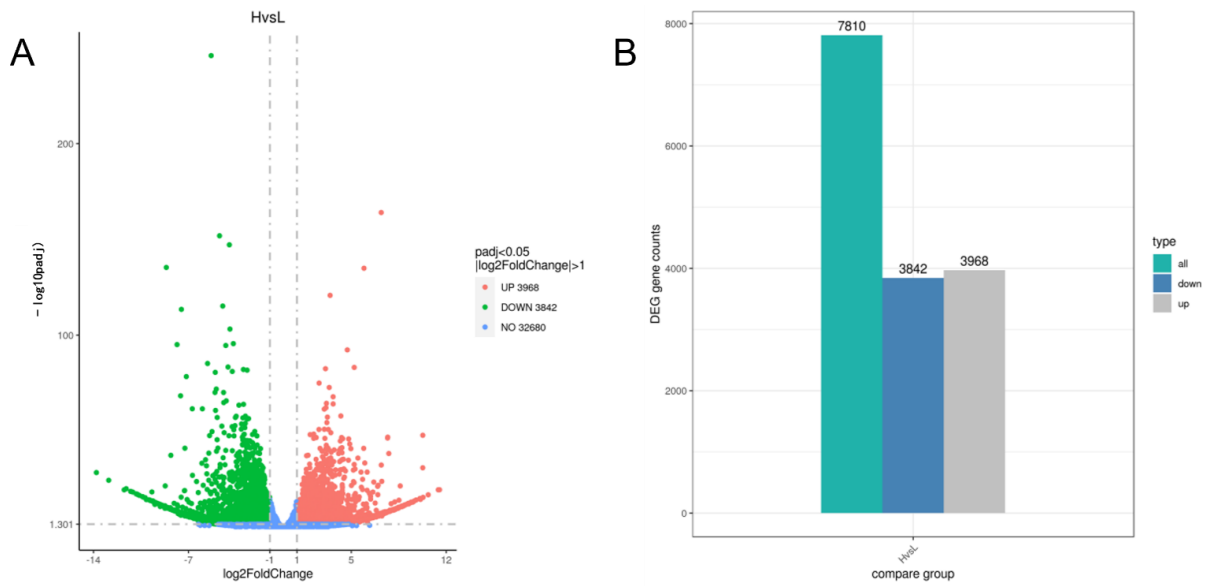 A
HvsL
-log10padj)
200
100
1.301
-14
-7
-1
1
5
12
log2FoldChange
padj<0.05
|log2FoldChange|>1
UP 3968
DOWN 3842
NO 32680
B
DEG gene counts
8000
6000
4000
2000
0
7810
3842
3968
HvsL
compare group
type
all
down
up